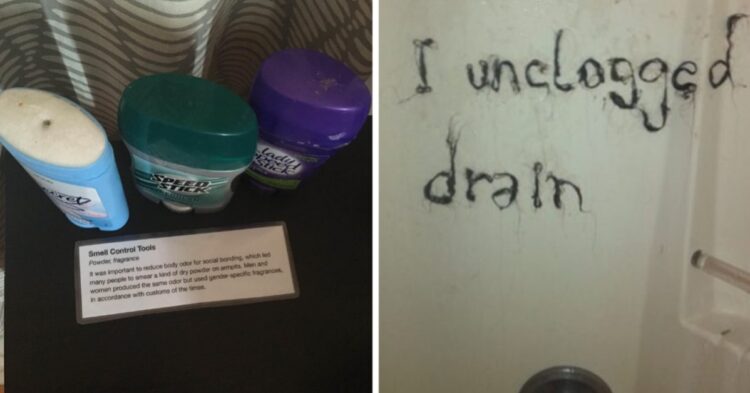 Secret
SPEED
STICK
lady
SPEED
STICK
Smell Control Tools
Powder, fragrance
It was important to reduce body odor for social bonding, which led
many people to smear a kind of dry powder on armpits. Men and
women produced the same odor but used gender-specific fragrances,
in accordance with customs of the times.
I unclogged
drain